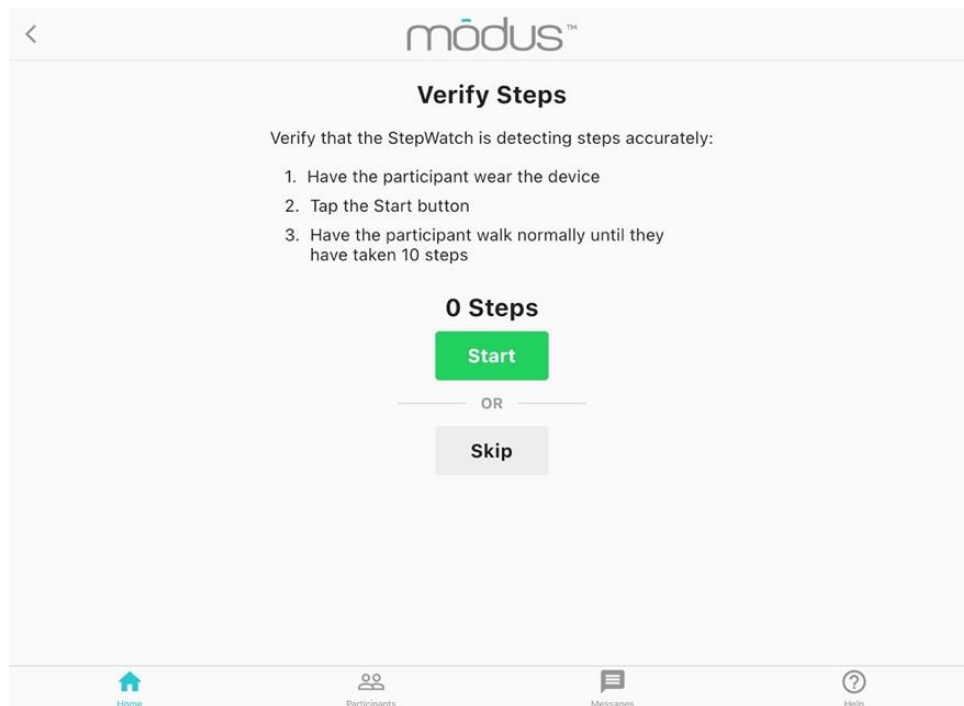 mōdus™
Verify Steps
Verify that the StepWatch is detecting steps accurately:
1. Have the participant wear the device
2. Tap the Start button
3. Have the participant walk normally until they
have taken 10 steps
0 Steps
Start
OR
Skip
Home Participants Messages Help